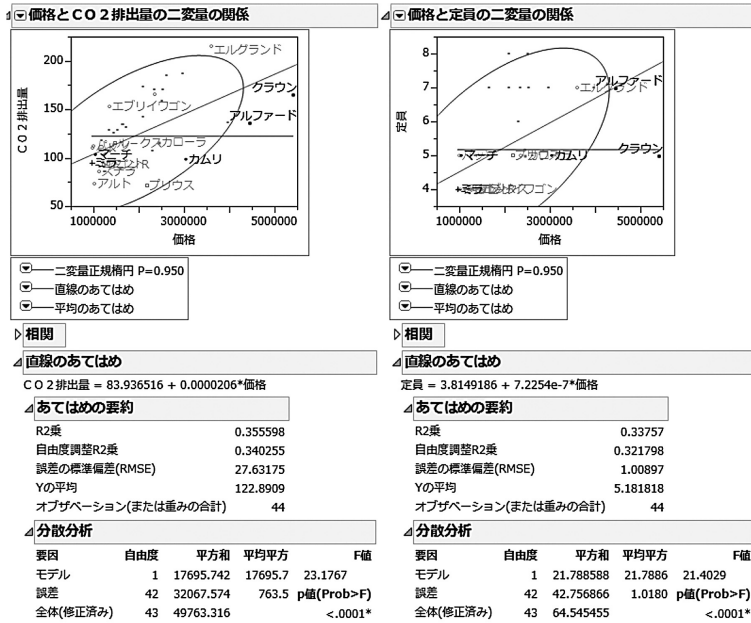 価格とＣＯ２排出量の二変量の関係
ＣＯ２排出量
200
150
100
50
エルグランド
クラウン
エブリイワゴン
アルファード
カローラ
マーチ
カムリ
ステラ
アルト
プリウス
1000000
3000000
5000000
価格
二変量正規楕円 P=0.950
直線のあてはめ
平均のあてはめ
相関
直線のあてはめ
ＣＯ２排出量 = 83.936516 + 0.0000206*価格
あてはめの要約
R2乗 0.355598
自由度調整R2乗 0.340255
誤差の標準偏差(RMSE) 27.63175
Yの平均 122.8909
オブザベーション(または重みの合計) 44
分散分析
要因 自由度 平方和 平均平方 F値
モデル 1 17695.742 17695.7 23.1767
誤差 42 32067.574 763.5 p値(Prob>F)
全体(修正済み) 43 49763.316 <.0001*
価格と定員の二変量の関係
定員
8
7
6
5
4
アルファード
エルグランド
クラウン
マーチ
カムリ
ワゴン
1000000
3000000
5000000
価格
二変量正規楕円 P=0.950
直線のあてはめ
平均のあてはめ
相関
直線のあてはめ
定員 = 3.8149186 + 7.2254e-7*価格
あてはめの要約
R2乗 0.33757
自由度調整R2乗 0.321798
誤差の標準偏差(RMSE) 1.00897
Yの平均 5.181818
オブザベーション(または重みの合計) 44
分散分析
要因 自由度 平方和 平均平方 F値
モデル 1 21.788588 21.7886 21.4029
誤差 42 42.756866 1.0180 p値(Prob>F)
全体(修正済み) 43 64.545455 <.0001*